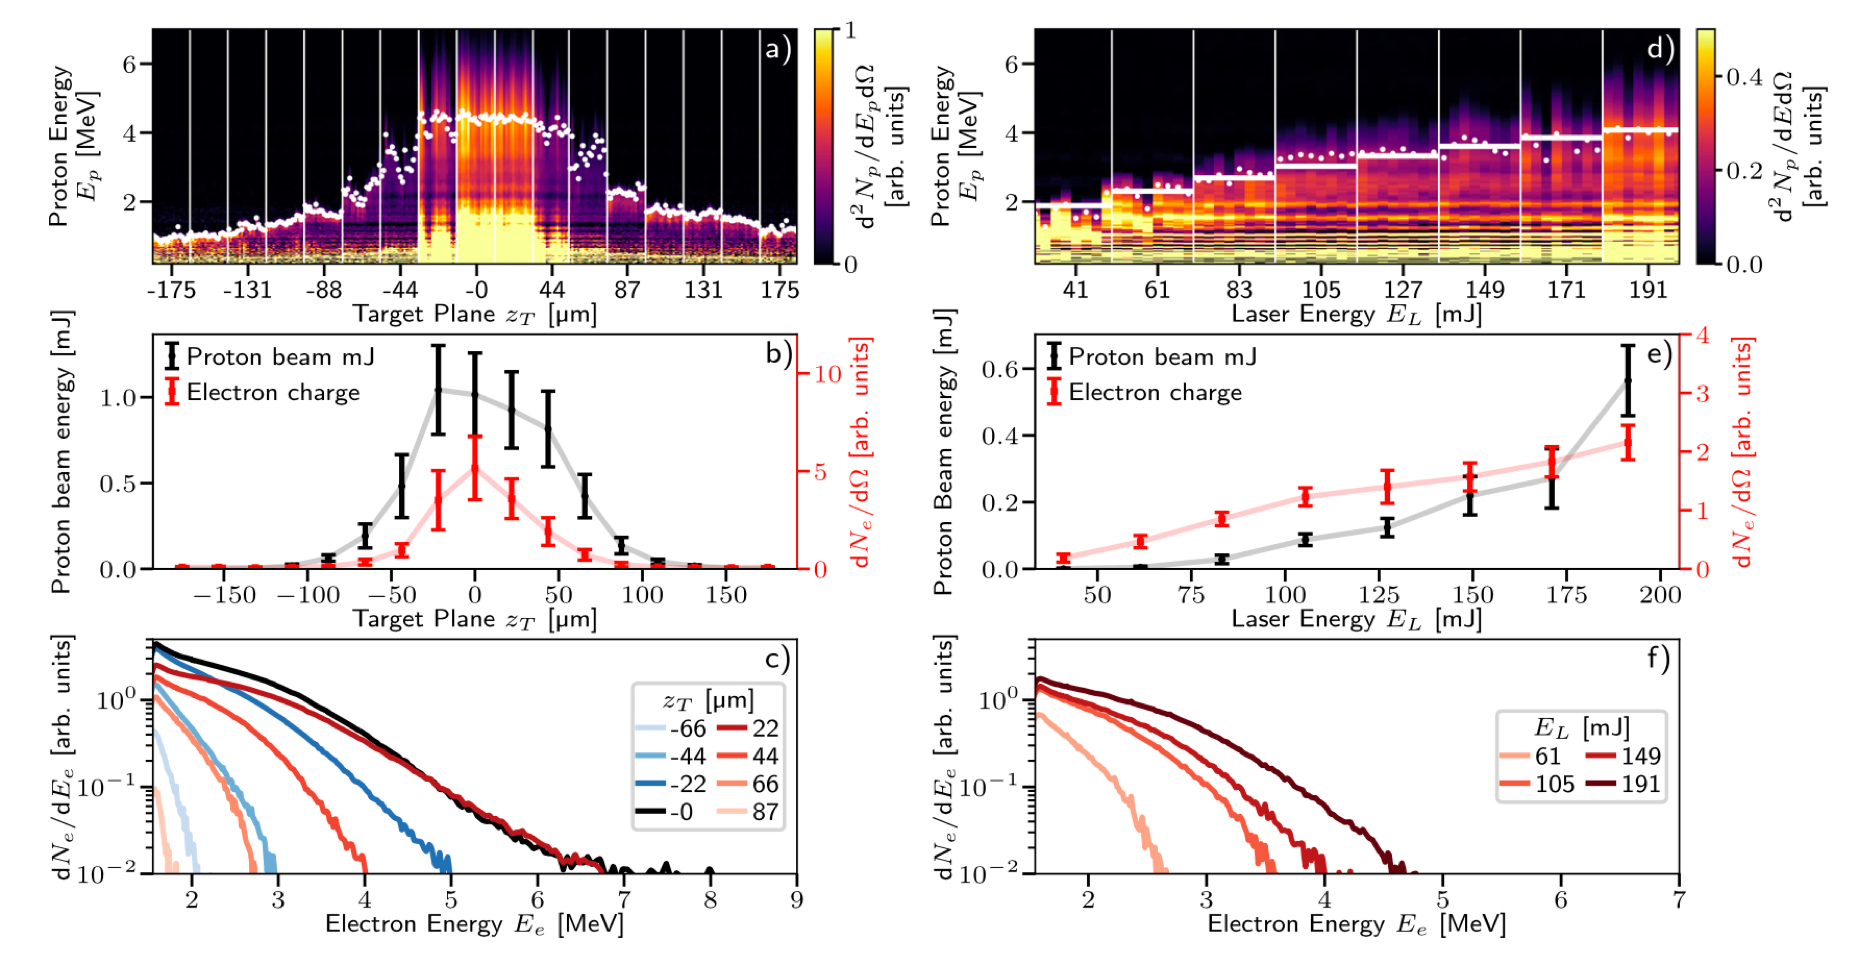 a)
Proton Energy
E_p [MeV]
6
4
2
-175 -131 -88 -44 -0 44 87 131 175
Target Plane z_T [µm]
1
0
d²N_p/dE_pdΩ
[arb. units]
d)
Proton Energy
E_p [MeV]
6
4
2
41 61 83 105 127 149 171 191
Laser Energy E_L [mJ]
0.4
0.2
0.0
d²N_p/dEdΩ
[arb. units]
b)
Proton beam mJ
Electron charge
Proton beam energy [mJ]
1.0
0.5
0.0
10
5
0
dN_e/dΩ [arb. units]
−150 −100 −50 0 50 100 150
Target Plane z_T [µm]
e)
Proton beam mJ
Electron charge
Proton Beam energy [mJ]
0.6
0.4
0.2
0.0
4
3
2
1
0
dN_e/dΩ [arb. units]
50 75 100 125 150 175 200
Laser Energy E_L [mJ]
c)
dN_e/dE_e [arb. units]
10⁰
10⁻¹
10⁻²
z_T [µm]
-66 22
-44 44
-22 66
-0 87
2 3 4 5 6 7 8 9
Electron Energy E_e [MeV]
f)
dN_e/dE_e [arb. units]
10⁰
10⁻¹
10⁻²
E_L [mJ]
61 149
105 191
2 3 4 5 6 7
Electron Energy E_e [MeV]